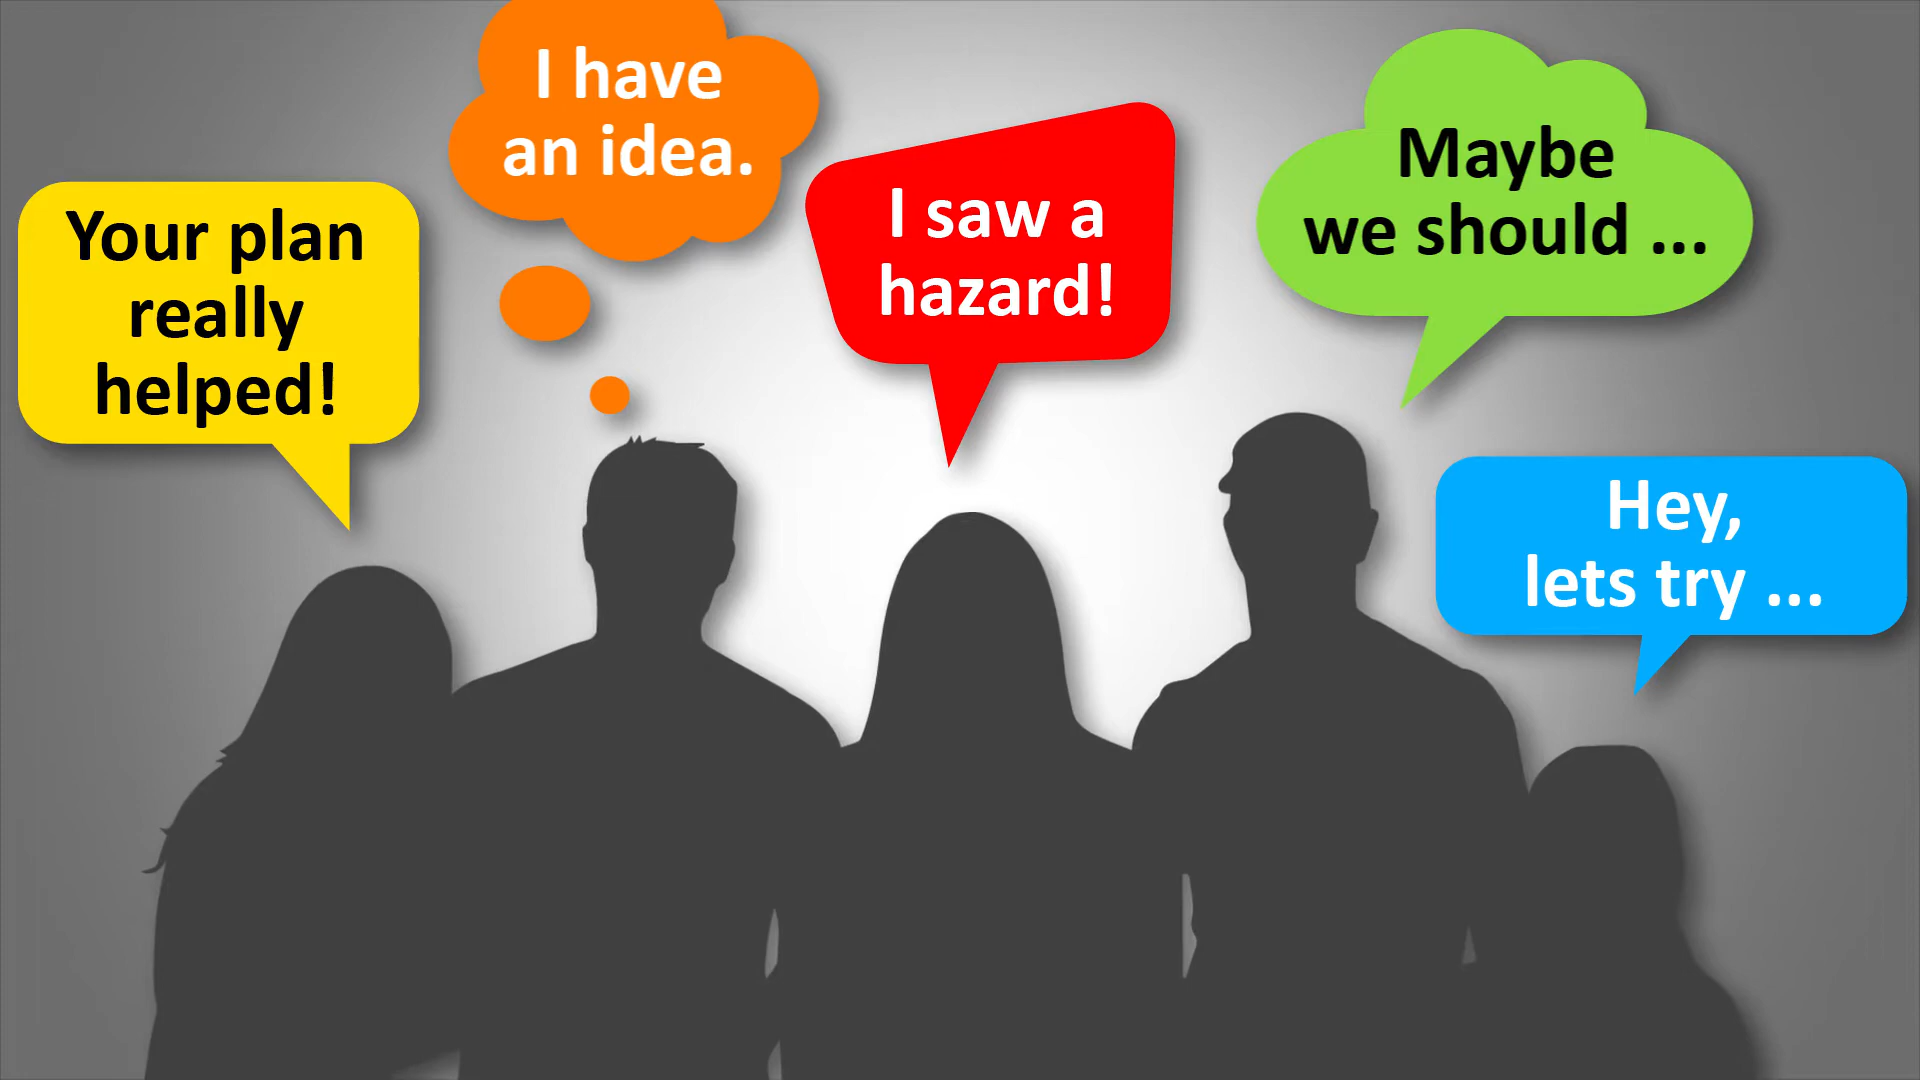 Your plan
really
helped!
I have
an idea.
I saw a
hazard!
Maybe
we should ...
Hey,
lets try ...